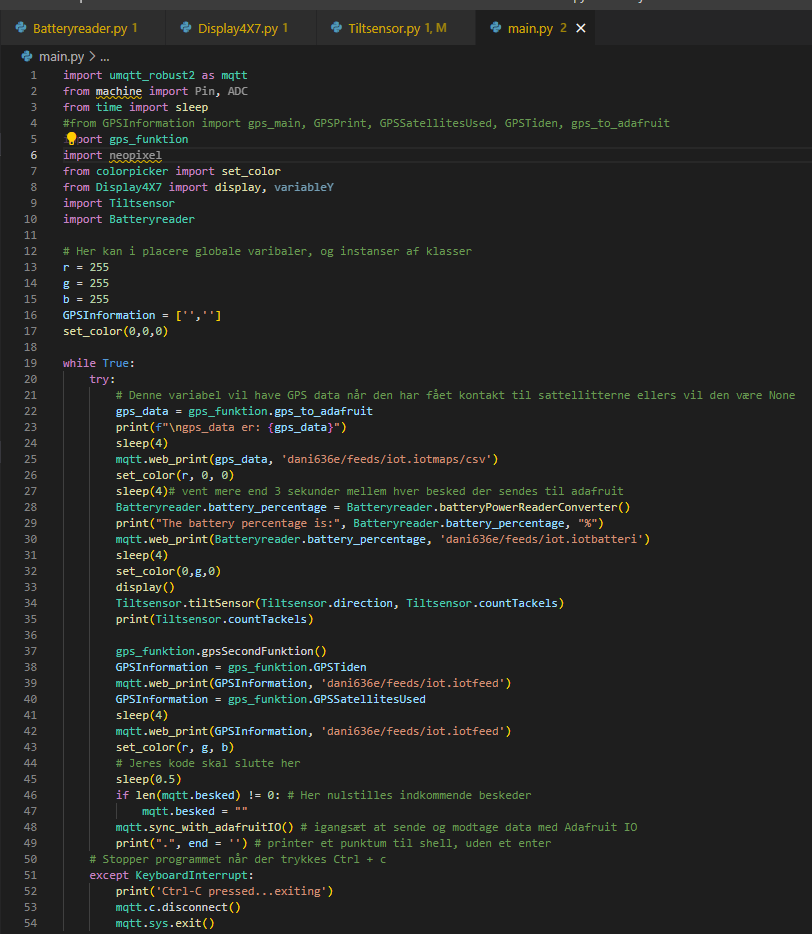 Batteryreader.py 1 Display4X7.py 1 Tiltsensor.py 1, M main.py 2 ✕
main.py > ...
1 import umqtt_robust2 as mqtt
2 from machine import Pin, ADC
3 from time import sleep
4 #from GPSInformation import gps_main, GPSPrint, GPSSatellitesUsed, GPSTiden, gps_to_adafruit
5 port gps_funktion
6 import neopixel
7 from colorpicker import set_color
8 from Display4X7 import display, variableY
9 import Tiltsensor
10 import Batteryreader
11
12 # Her kan i placere globale varibaler, og instanser af klasser
13 r = 255
14 g = 255
15 b = 255
16 GPSInformation = ['','']
17 set_color(0,0,0)
18
19 while True:
20     try:
21         # Denne variabel vil have GPS data når den har fået kontakt til sattellitterne ellers vil den være None
22         gps_data = gps_funktion.gps_to_adafruit
23         print(f"\ngps_data er: {gps_data}")
24         sleep(4)
25         mqtt.web_print(gps_data, 'dani636e/feeds/iot.iotmaps/csv')
26         set_color(r, 0, 0)
27         sleep(4)# vent mere end 3 sekunder mellem hver besked der sendes til adafruit
28         Batteryreader.battery_percentage = Batteryreader.batteryPowerReaderConverter()
29         print("The battery percentage is:", Batteryreader.battery_percentage, "%")
30         mqtt.web_print(Batteryreader.battery_percentage, 'dani636e/feeds/iot.iotbatteri')
31         sleep(4)
32         set_color(0,g,0)
33         display()
34         Tiltsensor.tiltSensor(Tiltsensor.direction, Tiltsensor.countTackels)
35         print(Tiltsensor.countTackels)
36
37         gps_funktion.gpsSecondFunktion()
38         GPSInformation = gps_funktion.GPSTiden
39         mqtt.web_print(GPSInformation, 'dani636e/feeds/iot.iotfeed')
40         GPSInformation = gps_funktion.GPSSatellitesUsed
41         sleep(4)
42         mqtt.web_print(GPSInformation, 'dani636e/feeds/iot.iotfeed')
43         set_color(r, g, b)
44         # Jeres kode skal slutte her
45         sleep(0.5)
46         if len(mqtt.besked) != 0: # Her nulstilles indkommende beskeder
47             mqtt.besked = ""
48         mqtt.sync_with_adafruitIO() # igangsæt at sende og modtage data med Adafruit IO
49         print(".", end = '') # printer et punktum til shell, uden et enter
50     # Stopper programmet når der trykkes Ctrl + c
51     except KeyboardInterrupt:
52         print('Ctrl-C pressed...exiting')
53         mqtt.c.disconnect()
54         mqtt.sys.exit()